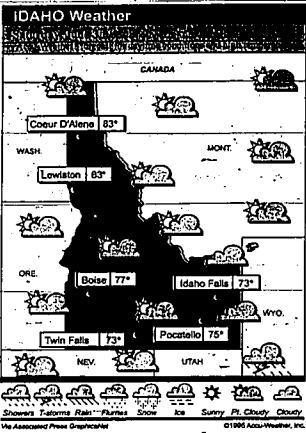 IDAHO Weather
CANADA
Coeur D'Alene 83°
WASH.
MONT.
Lewiston 83°
ORE.
Boise 77°
Idaho Falls 73°
WYO.
Twin Falls 73°
Pocatello 75°
NEV.
UTAH
Showers T-storms Rain Flurries Snow Ice Sunny Pt. Cloudy Cloudy
Via Associated Press GraphicsNet
©1995 Accu-Weather, Inc.